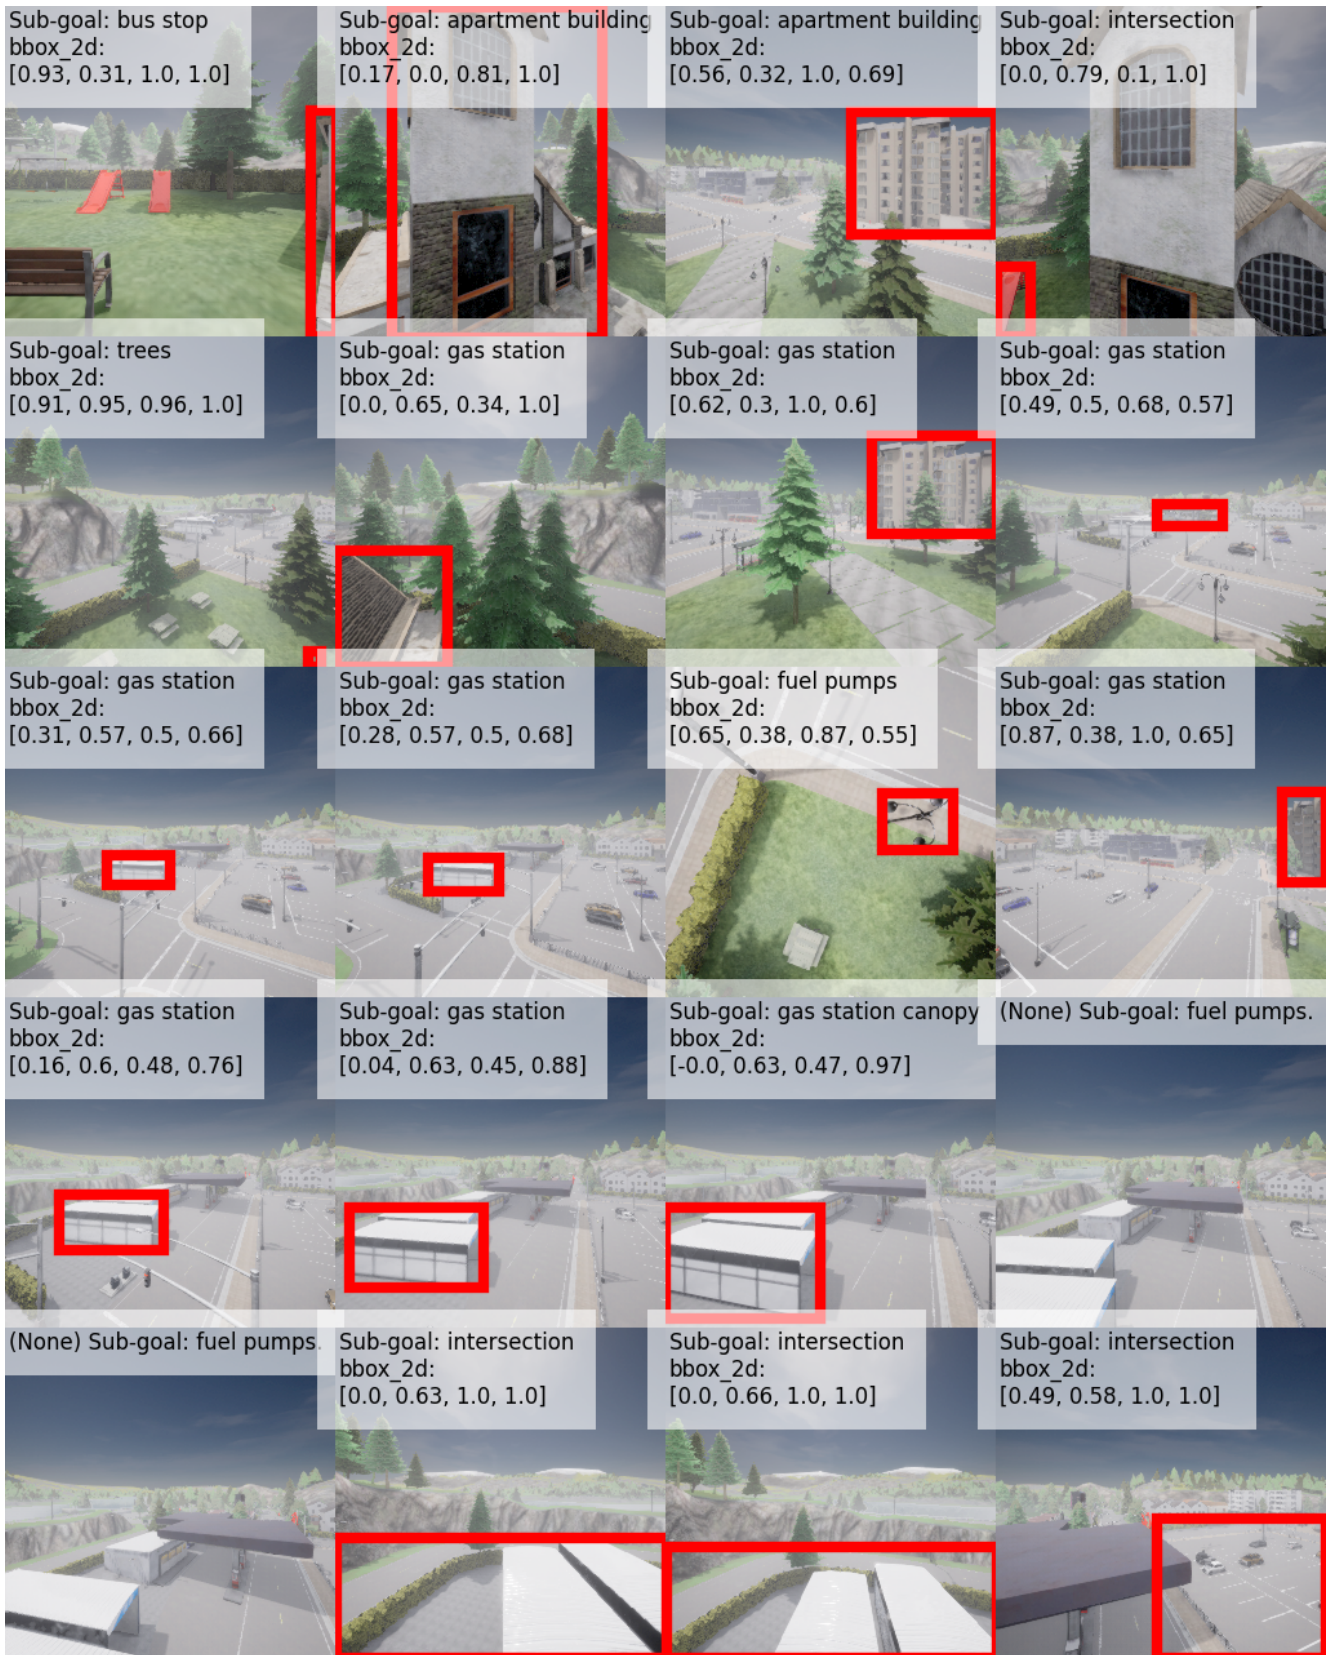 Sub-goal: bus stop
bbox_2d:
[0.93, 0.31, 1.0, 1.0]
Sub-goal: apartment building
bbox_2d:
[0.17, 0.0, 0.81, 1.0]
Sub-goal: apartment building
bbox_2d:
[0.56, 0.32, 1.0, 0.69]
Sub-goal: intersection
bbox_2d:
[0.0, 0.79, 0.1, 1.0]
Sub-goal: trees
bbox_2d:
[0.91, 0.95, 0.96, 1.0]
Sub-goal: gas station
bbox_2d:
[0.0, 0.65, 0.34, 1.0]
Sub-goal: gas station
bbox_2d:
[0.62, 0.3, 1.0, 0.6]
Sub-goal: gas station
bbox_2d:
[0.49, 0.5, 0.68, 0.57]
Sub-goal: gas station
bbox_2d:
[0.31, 0.57, 0.5, 0.66]
Sub-goal: gas station
bbox_2d:
[0.28, 0.57, 0.5, 0.68]
Sub-goal: fuel pumps
bbox_2d:
[0.65, 0.38, 0.87, 0.55]
Sub-goal: gas station
bbox_2d:
[0.87, 0.38, 1.0, 0.65]
Sub-goal: gas station
bbox_2d:
[0.16, 0.6, 0.48, 0.76]
Sub-goal: gas station
bbox_2d:
[0.04, 0.63, 0.45, 0.88]
Sub-goal: gas station canopy
bbox_2d:
[-0.0, 0.63, 0.47, 0.97]
(None) Sub-goal: fuel pumps.
(None) Sub-goal: fuel pumps.
Sub-goal: intersection
bbox_2d:
[0.0, 0.63, 1.0, 1.0]
Sub-goal: intersection
bbox_2d:
[0.0, 0.66, 1.0, 1.0]
Sub-goal: intersection
bbox_2d:
[0.49, 0.58, 1.0, 1.0]